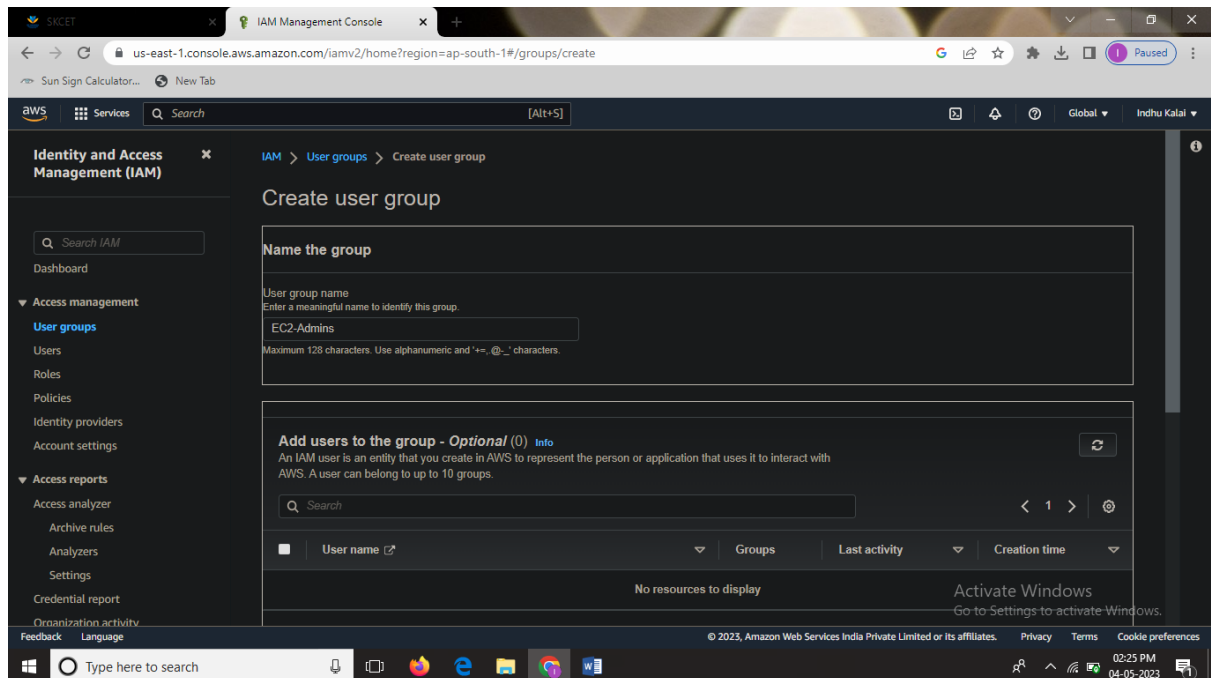 SKCET
IAM Management Console
us-east-1.console.aws.amazon.com/iamv2/home?region=ap-south-1#/groups/create
G
I
Paused
Sun Sign Calculator...
New Tab
aws
Services
Search
[Alt+S]
Global
Indhu Kalai
Identity and Access Management (IAM)
Search IAM
Dashboard
Access management
User groups
Users
Roles
Policies
Identity providers
Account settings
Access reports
Access analyzer
Archive rules
Analyzers
Settings
Credential report
Organization activity
IAM > User groups > Create user group
Create user group
Name the group
User group name
Enter a meaningful name to identify this group.
EC2-Admins
Maximum 128 characters. Use alphanumeric and '+=,.@-_' characters.
Add users to the group - Optional (0) Info
An IAM user is an entity that you create in AWS to represent the person or application that uses it to interact with
AWS. A user can belong to up to 10 groups.
Search
1
User name
Groups
Last activity
Creation time
No resources to display
Activate Windows
Go to Settings to activate Windows.
Feedback
Language
© 2023, Amazon Web Services India Private Limited or its affiliates.
Privacy
Terms
Cookie preferences
Type here to search
02:25 PM
04-05-2023